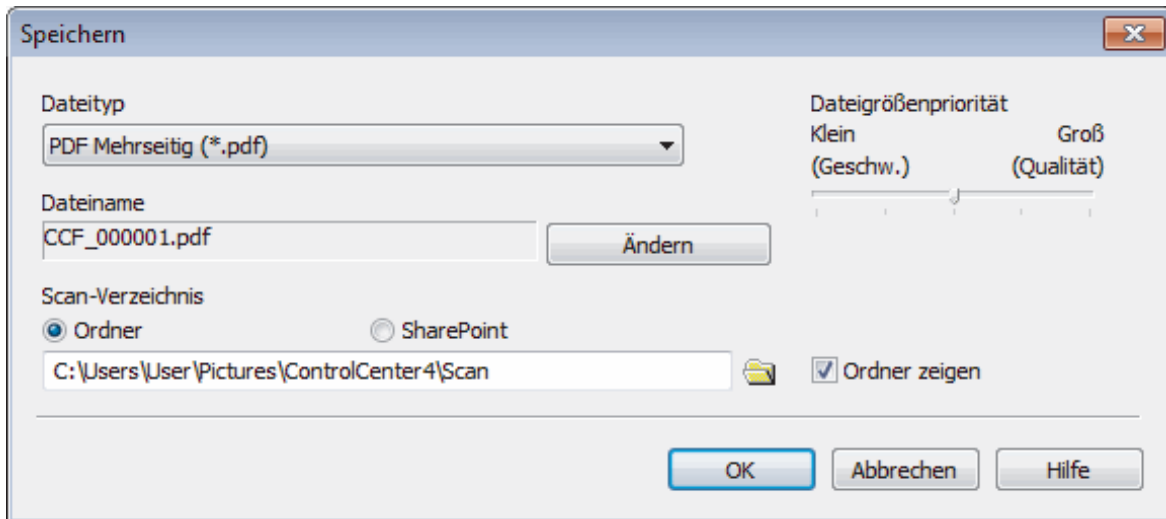 Speichern
Dateityp
PDF Mehrseitig (*.pdf)
Dateigrößenpriorität
Klein Groß
(Geschw.) (Qualität)
Dateiname
CCF_000001.pdf
Ändern
Scan-Verzeichnis
Ordner SharePoint
C:\Users\User\Pictures\ControlCenter4\Scan
Ordner zeigen
OK Abbrechen Hilfe